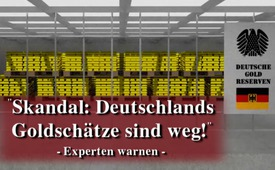 DEUTSCHE
GOLD
RESERVEN
"Skandal: Deutschlands
Goldschätze sind weg!"
- Experten warnen -